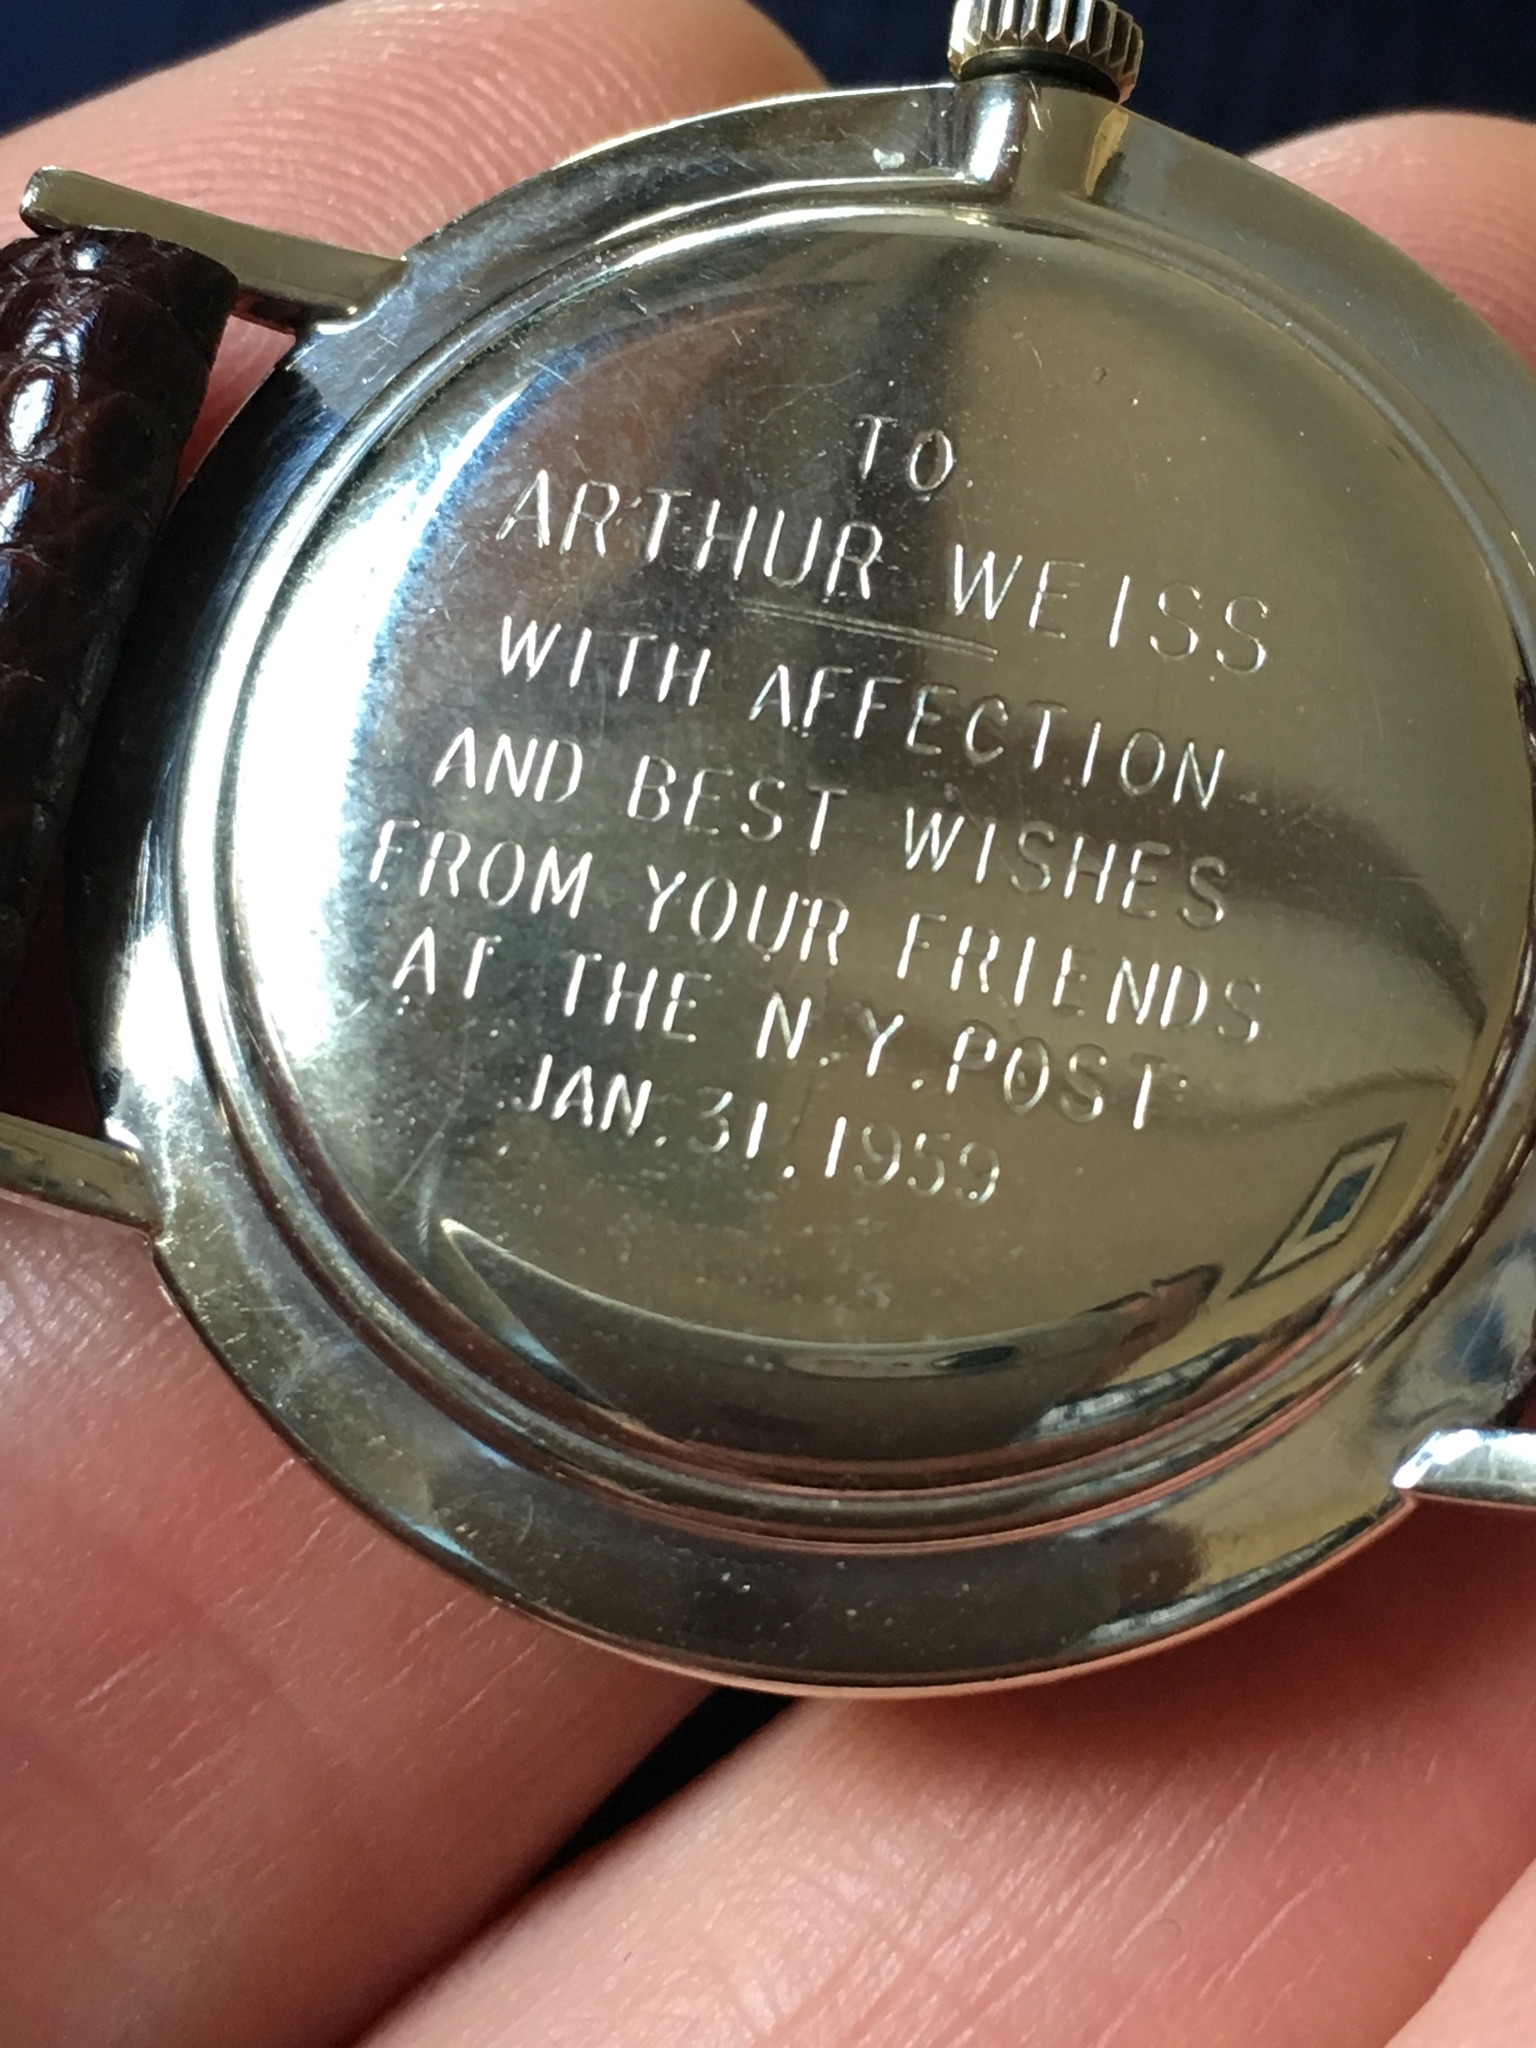 TO
ARTHUR WEISS
WITH AFFECTION
AND BEST WISHES
FROM YOUR FRIENDS
AT THE N.Y. POST
JAN. 31, 1959